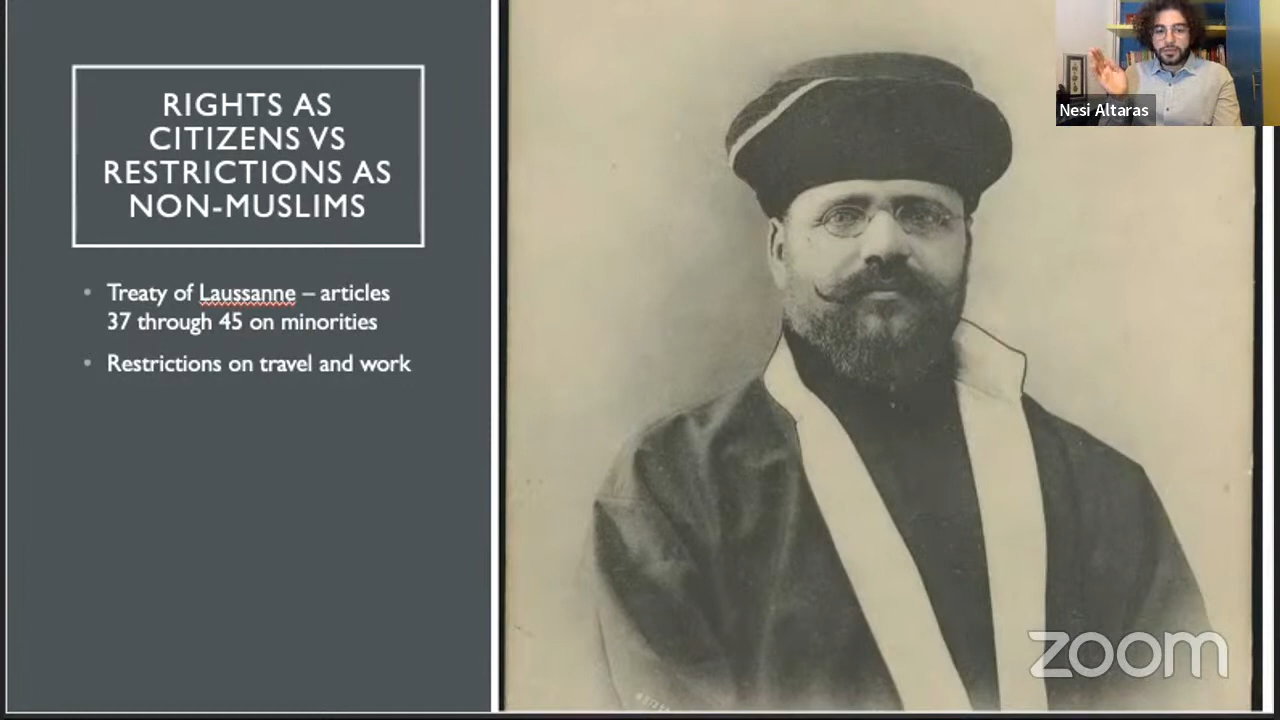 RIGHTS AS
CITIZENS VS
RESTRICTIONS AS
NON-MUSLIMS
• Treaty of Laussanne – articles
37 through 45 on minorities
• Restrictions on travel and work
Nesi Altaras
zoom